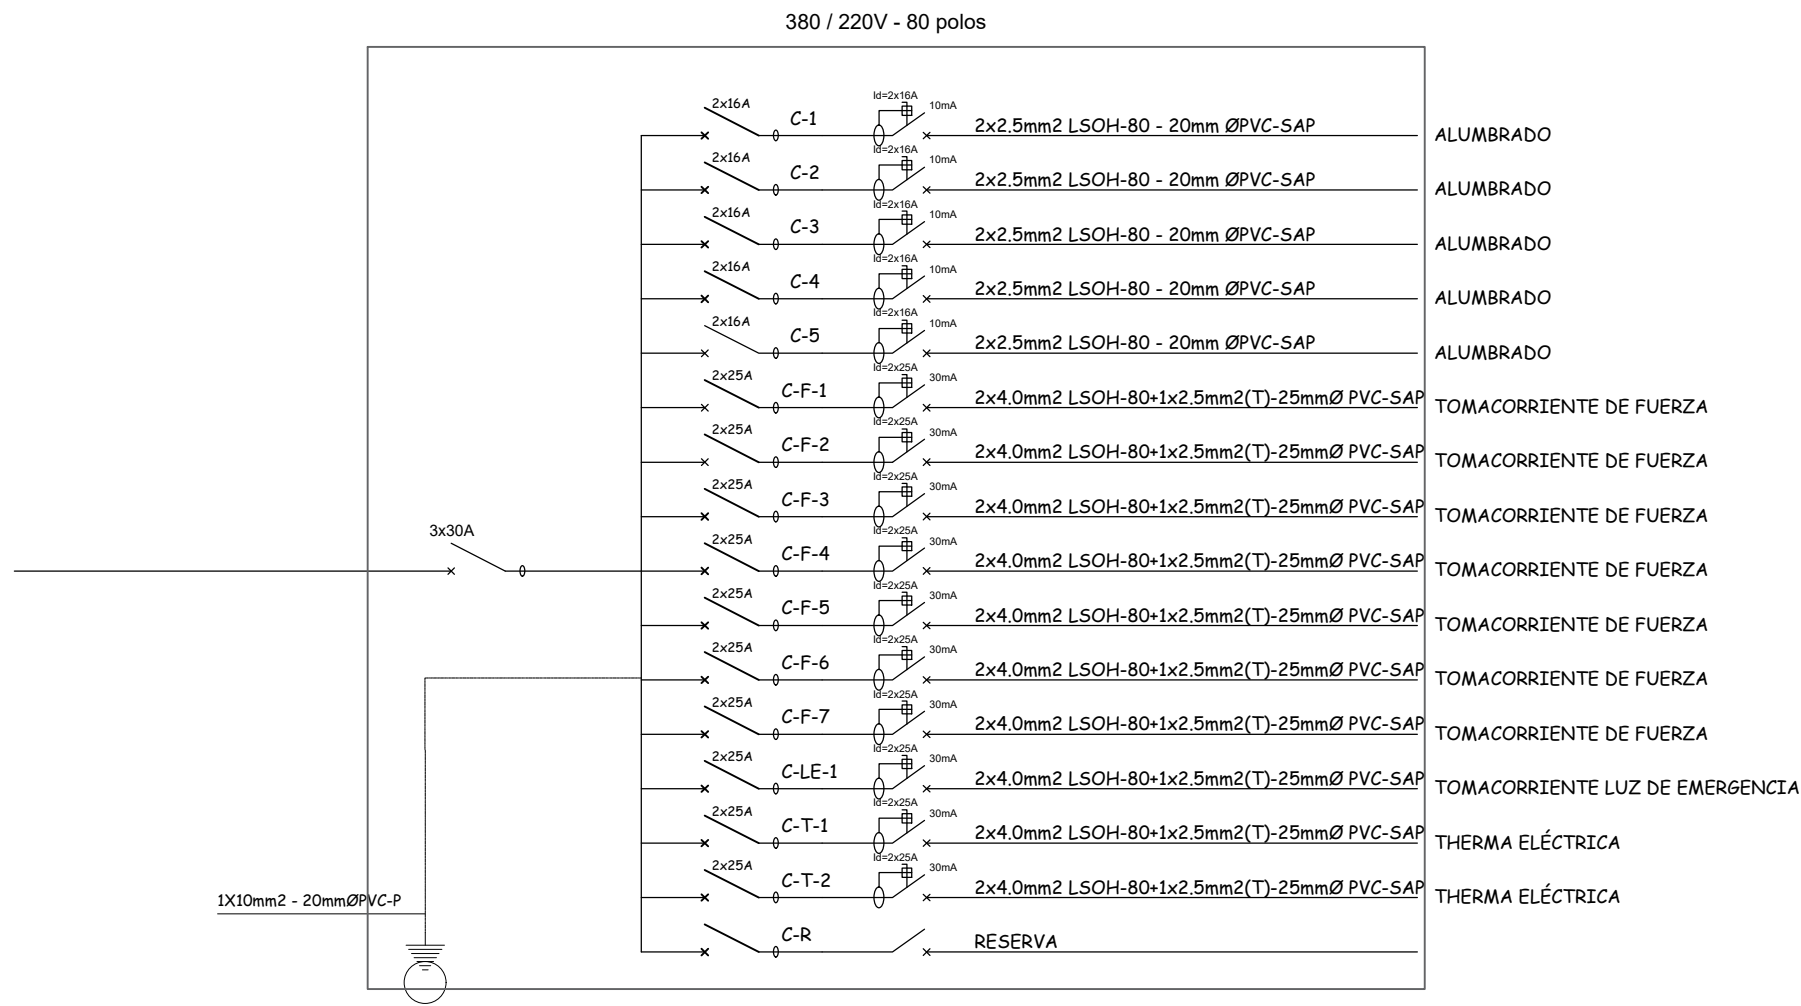 380 / 220V - 80 polos
2x16A C-1 Id=2x16A 10mA 2x2.5mm2 LSOH-80 - 20mm ØPVC-SAP ALUMBRADO
2x16A C-2 Id=2x16A 10mA 2x2.5mm2 LSOH-80 - 20mm ØPVC-SAP ALUMBRADO
2x16A C-3 Id=2x16A 10mA 2x2.5mm2 LSOH-80 - 20mm ØPVC-SAP ALUMBRADO
2x16A C-4 Id=2x16A 10mA 2x2.5mm2 LSOH-80 - 20mm ØPVC-SAP ALUMBRADO
2x16A C-5 Id=2x16A 10mA 2x2.5mm2 LSOH-80 - 20mm ØPVC-SAP ALUMBRADO
2x25A C-F-1 Id=2x25A 30mA 2x4.0mm2 LSOH-80+1x2.5mm2(T)-25mmØ PVC-SAP TOMACORRIENTE DE FUERZA
2x25A C-F-2 Id=2x25A 30mA 2x4.0mm2 LSOH-80+1x2.5mm2(T)-25mmØ PVC-SAP TOMACORRIENTE DE FUERZA
2x25A C-F-3 Id=2x25A 30mA 2x4.0mm2 LSOH-80+1x2.5mm2(T)-25mmØ PVC-SAP TOMACORRIENTE DE FUERZA
3x30A
2x25A C-F-4 Id=2x25A 30mA 2x4.0mm2 LSOH-80+1x2.5mm2(T)-25mmØ PVC-SAP TOMACORRIENTE DE FUERZA
2x25A C-F-5 Id=2x25A 30mA 2x4.0mm2 LSOH-80+1x2.5mm2(T)-25mmØ PVC-SAP TOMACORRIENTE DE FUERZA
2x25A C-F-6 Id=2x25A 30mA 2x4.0mm2 LSOH-80+1x2.5mm2(T)-25mmØ PVC-SAP TOMACORRIENTE DE FUERZA
2x25A C-F-7 Id=2x25A 30mA 2x4.0mm2 LSOH-80+1x2.5mm2(T)-25mmØ PVC-SAP TOMACORRIENTE DE FUERZA
2x25A C-LE-1 Id=2x25A 30mA 2x4.0mm2 LSOH-80+1x2.5mm2(T)-25mmØ PVC-SAP TOMACORRIENTE LUZ DE EMERGENCIA
2x25A C-T-1 Id=2x25A 30mA 2x4.0mm2 LSOH-80+1x2.5mm2(T)-25mmØ PVC-SAP THERMA ELÉCTRICA
2x25A C-T-2 Id=2x25A 30mA 2x4.0mm2 LSOH-80+1x2.5mm2(T)-25mmØ PVC-SAP THERMA ELÉCTRICA
1X10mm2 - 20mmØPVC-P
C-R RESERVA